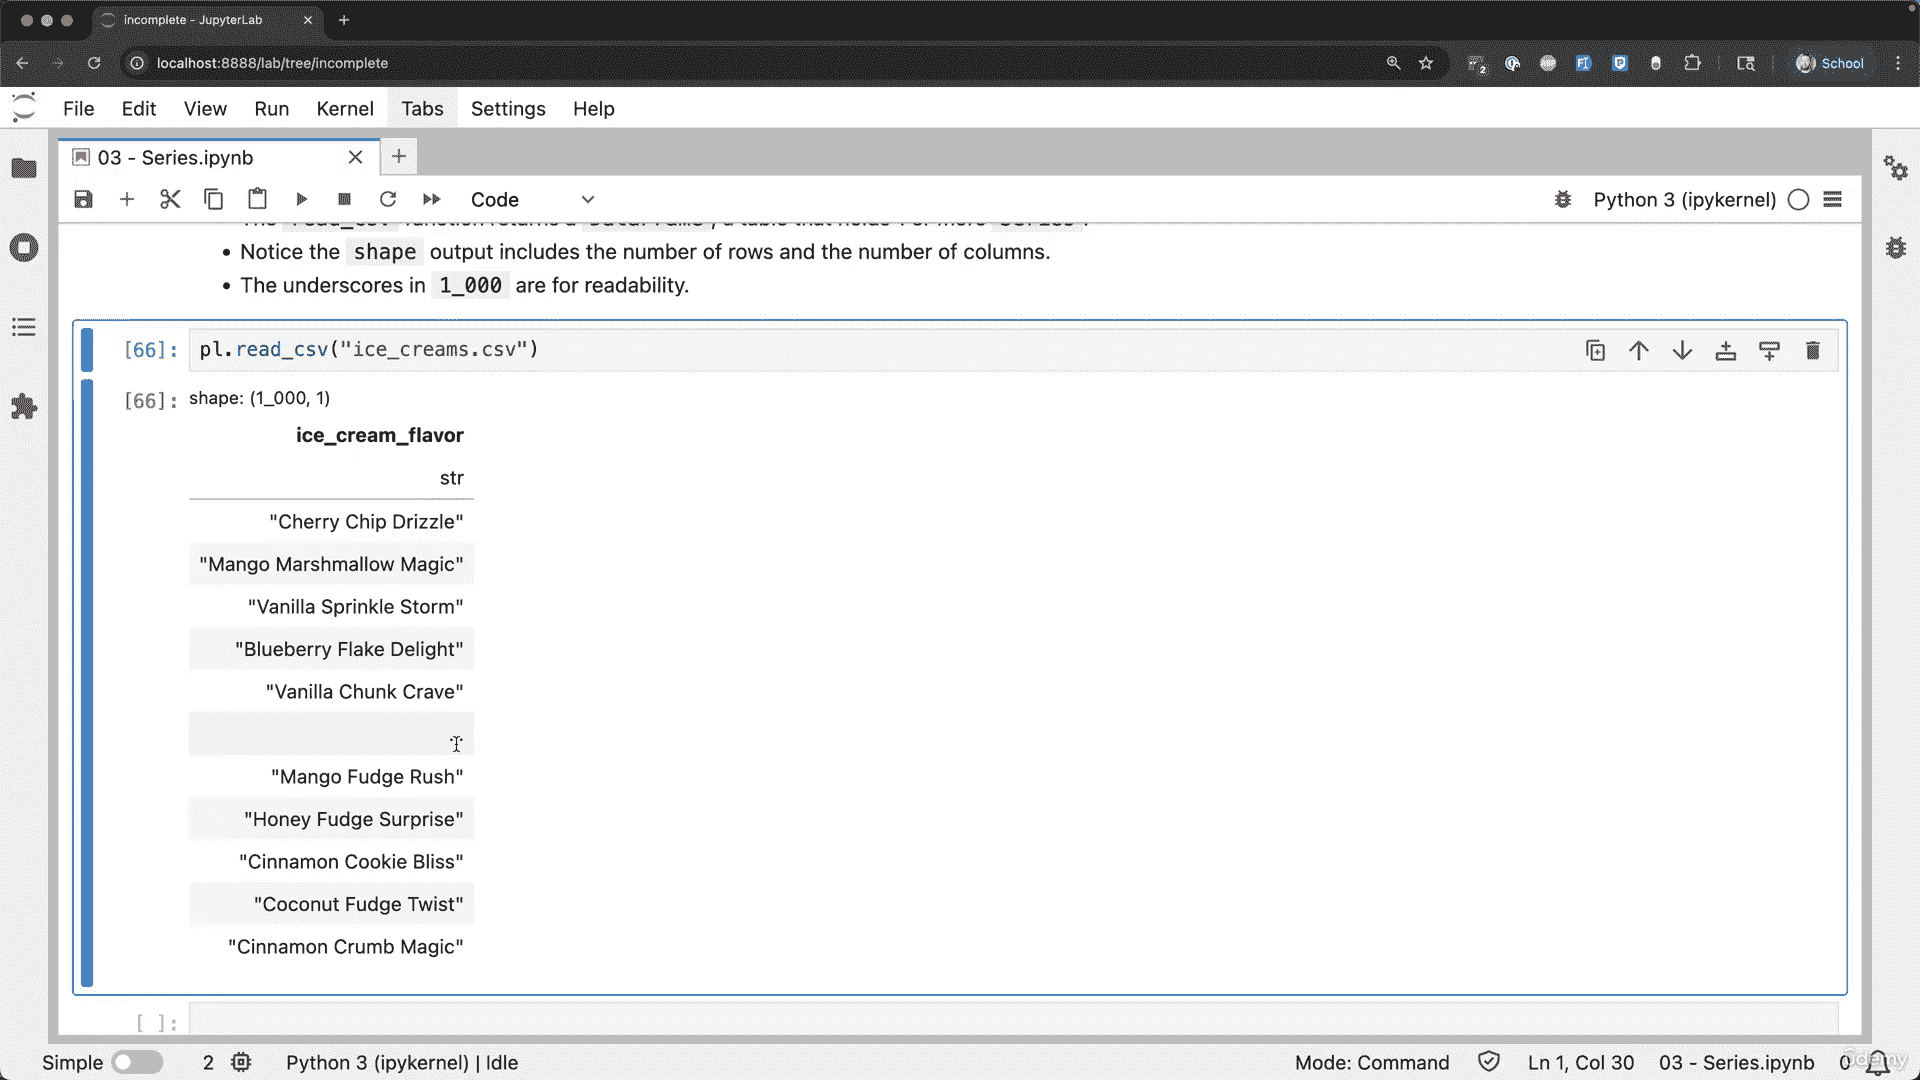 incomplete - JupyterLab
localhost:8888/lab/tree/incomplete
2
School
File Edit View Run Kernel Tabs Settings Help
03 - Series.ipynb
Code
Python 3 (ipykernel)
Notice the shape output includes the number of rows and the number of columns.
The underscores in 1_000 are for readability.
[66]: pl.read_csv("ice_creams.csv")
[66]: shape: (1_000, 1)
ice_cream_flavor
str
"Cherry Chip Drizzle"
"Mango Marshmallow Magic"
"Vanilla Sprinkle Storm"
"Blueberry Flake Delight"
"Vanilla Chunk Crave"
"Mango Fudge Rush"
"Honey Fudge Surprise"
"Cinnamon Cookie Bliss"
"Coconut Fudge Twist"
"Cinnamon Crumb Magic"
[ ]:
Simple 2 Python 3 (ipykernel) | Idle Mode: Command Ln 1, Col 30 03 - Series.ipynb 0